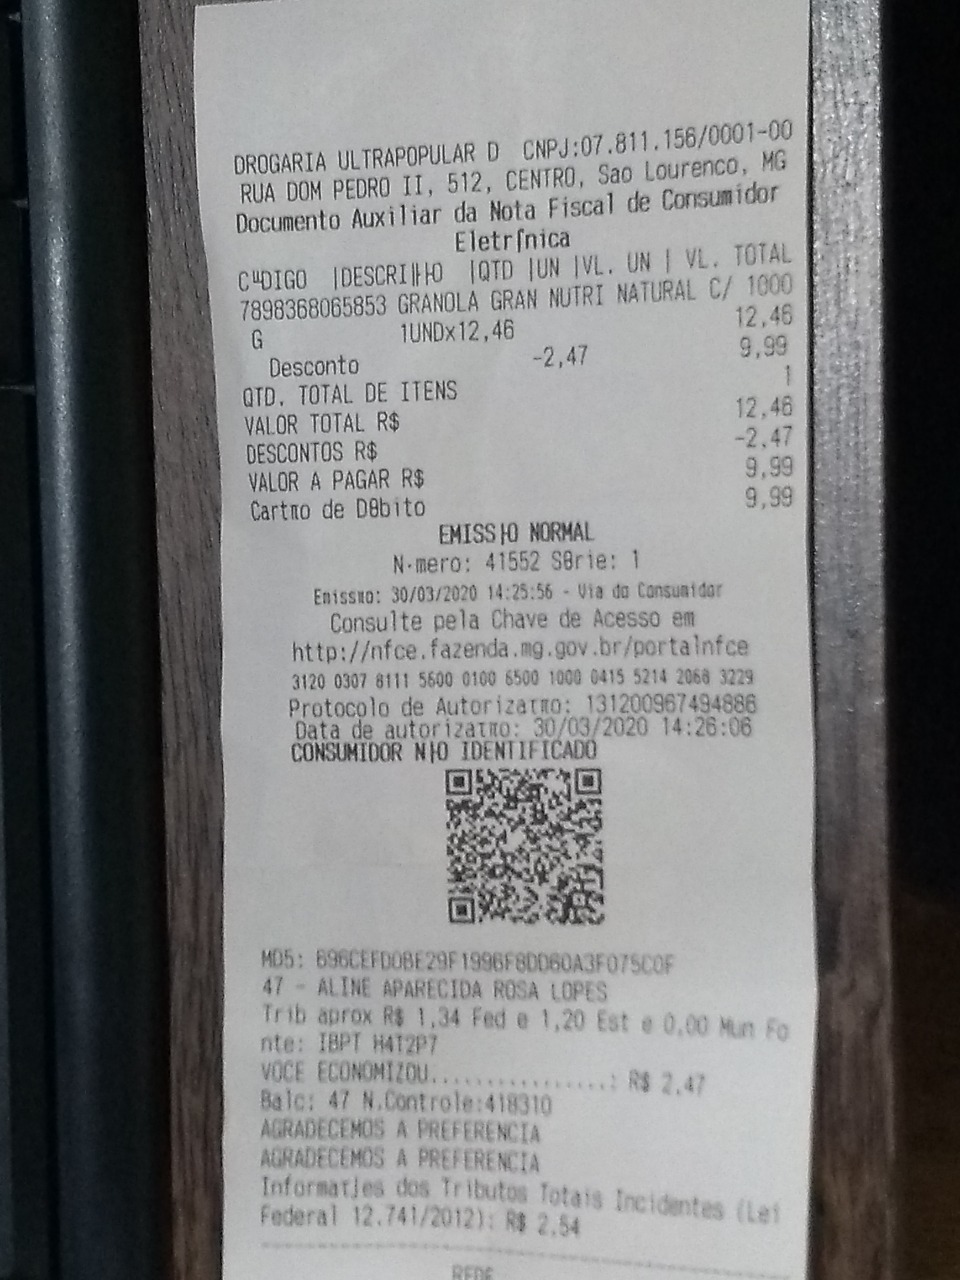 DROGARIA ULTRAPOPULAR D CNPJ:07.811.156/0001-00
RUA DOM PEDRO II, 512, CENTRO, Sao Lourenco, MG
Documento Auxiliar da Nota Fiscal de Consumidor
Eletr⌠nica
C╙DIGO |DESCRI╟├O |QTD |UN |VL. UN | VL. TOTAL
7898368065853 GRANOLA GRAN NUTRI NATURAL C/ 1000
G 1UNDx12,46 12,46
Desconto -2,47 9,99
QTD. TOTAL DE ITENS 1
VALOR TOTAL R$ 12,46
DESCONTOS R$ -2,47
VALOR A PAGAR R$ 9,99
Cartπo de DΘbito 9,99
EMISS├O NORMAL
N·mero: 41552 SΘrie: 1
Emissπo: 30/03/2020 14:25:56 - Via do Consumidor
Consulte pela Chave de Acesso em
http://nfce.fazenda.mg.gov.br/portalnfce
3120 0307 8111 5600 0100 6500 1000 0415 5214 2068 3229
Protocolo de Autorizaτπo: 131200967494886
Data de autorizaτπo: 30/03/2020 14:26:06
CONSUMIDOR N├O IDENTIFICADO
MD5: 696CEFD0BE29F1996F8DD60A3F075C0F
47 - ALINE APARECIDA ROSA LOPES
Trib aprox R$ 1,34 Fed e 1,20 Est e 0,00 Mun Fo
nte: IBPT H4T2P7
VOCE ECONOMIZOU................: R$ 2,47
Balc: 47 N.Controle:418310
AGRADECEMOS A PREFERENCIA
AGRADECEMOS A PREFERENCIA
Informaτ⌡es dos Tributos Totais Incidentes (Lei
Federal 12.741/2012): R$ 2,54
REDE